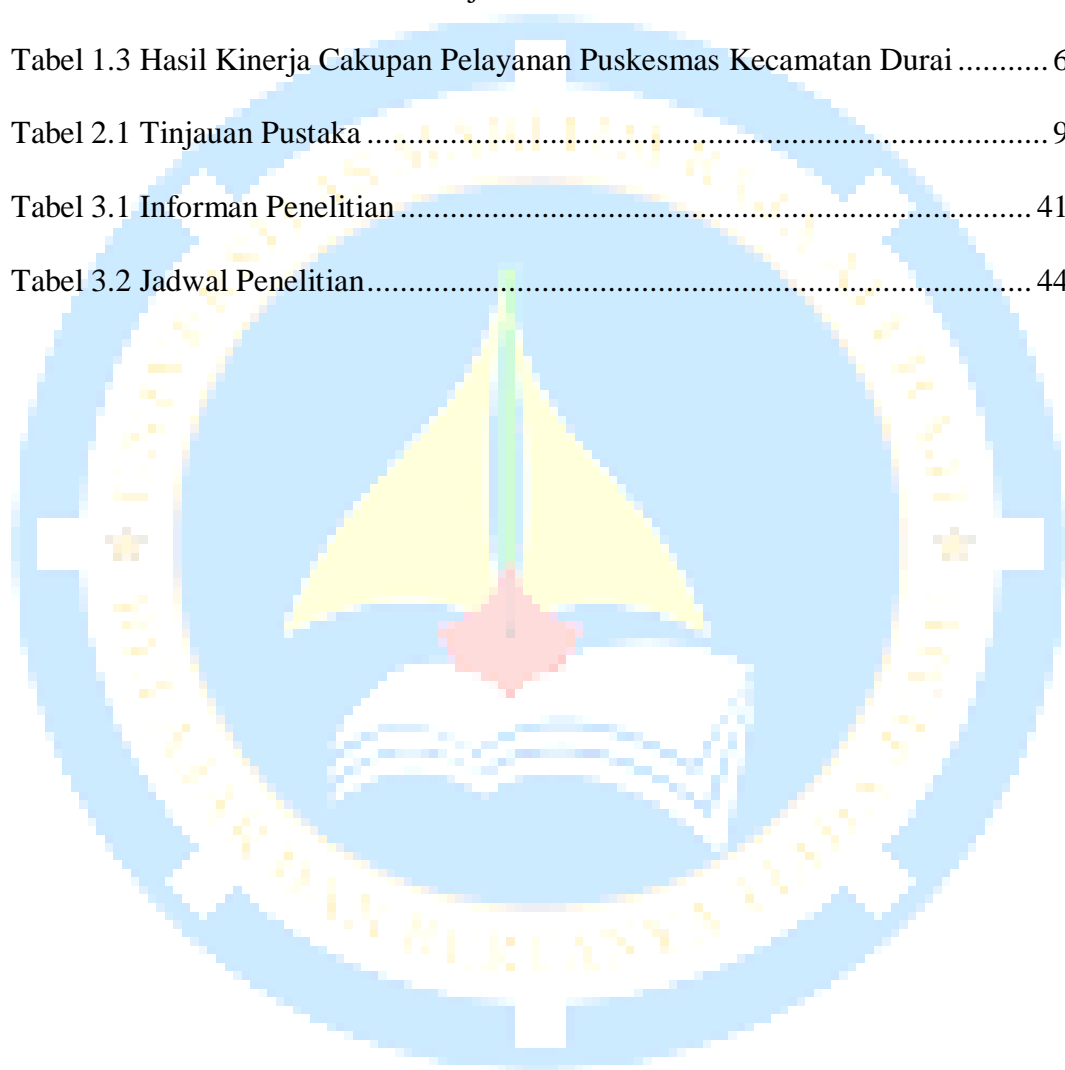 Tabel 1.3 Hasil Kinerja Cakupan Pelayanan Puskesmas Kecamatan Durai ........... 6
Tabel 2.1 Tinjauan Pustaka ................................................................................. 9
Tabel 3.1 Informan Penelitian ........................................................................... 41
Tabel 3.2 Jadwal Penelitian ............................................................................... 44